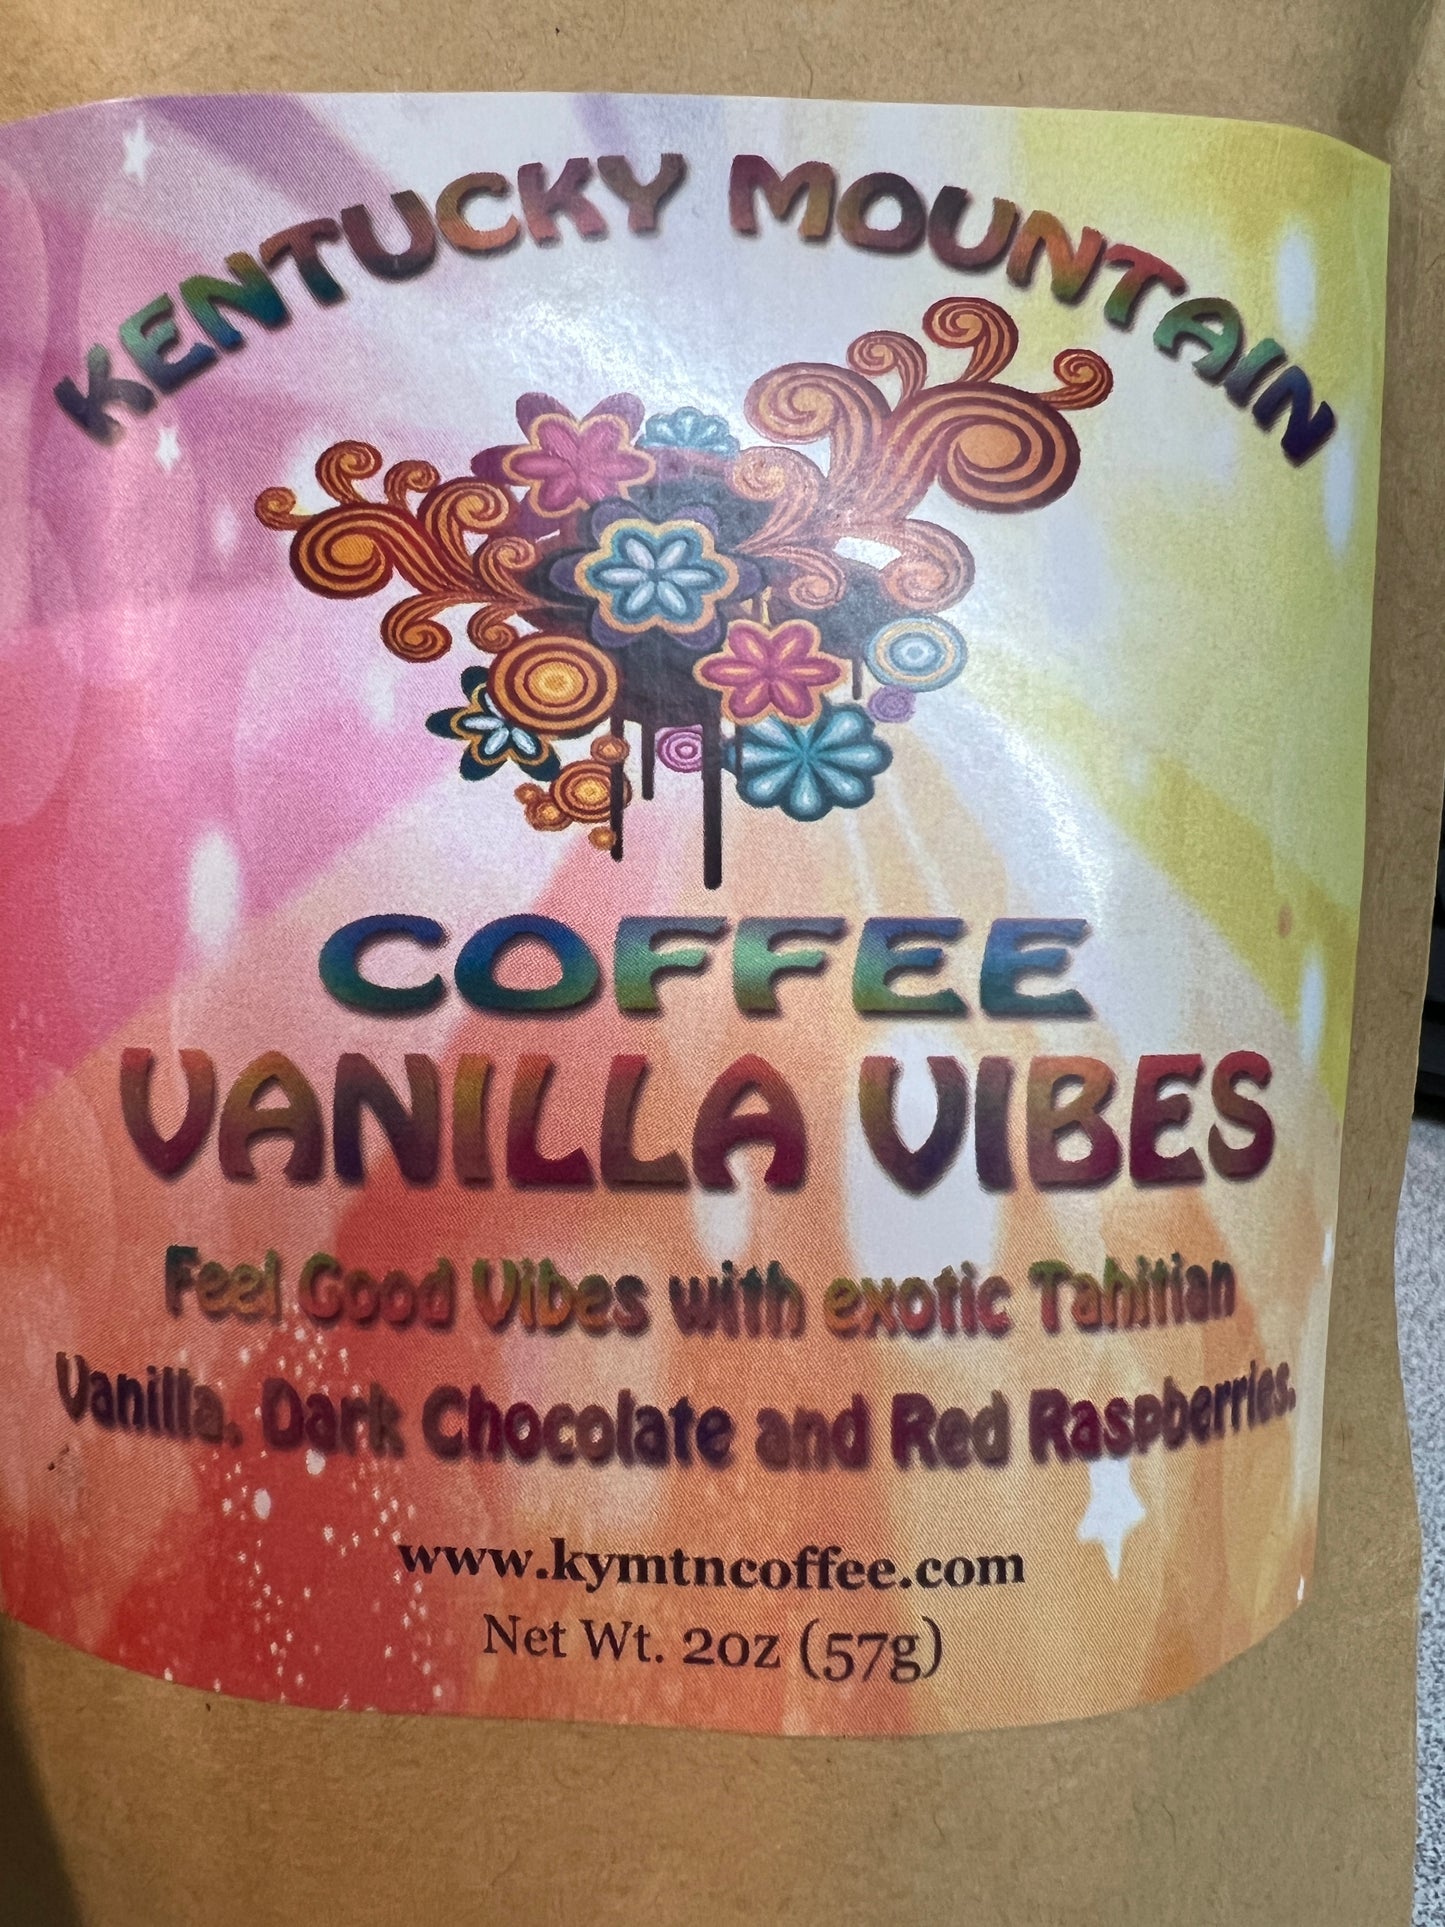 KENTUCKY MOUNTAIN
COFFEE
VANILLA VIBES
Feel Good Vibes with exotic Tahitian
Vanilla, Dark Chocolate and Red Raspberries.
www.kymtncoffee.com
Net Wt. 2oz (57g)